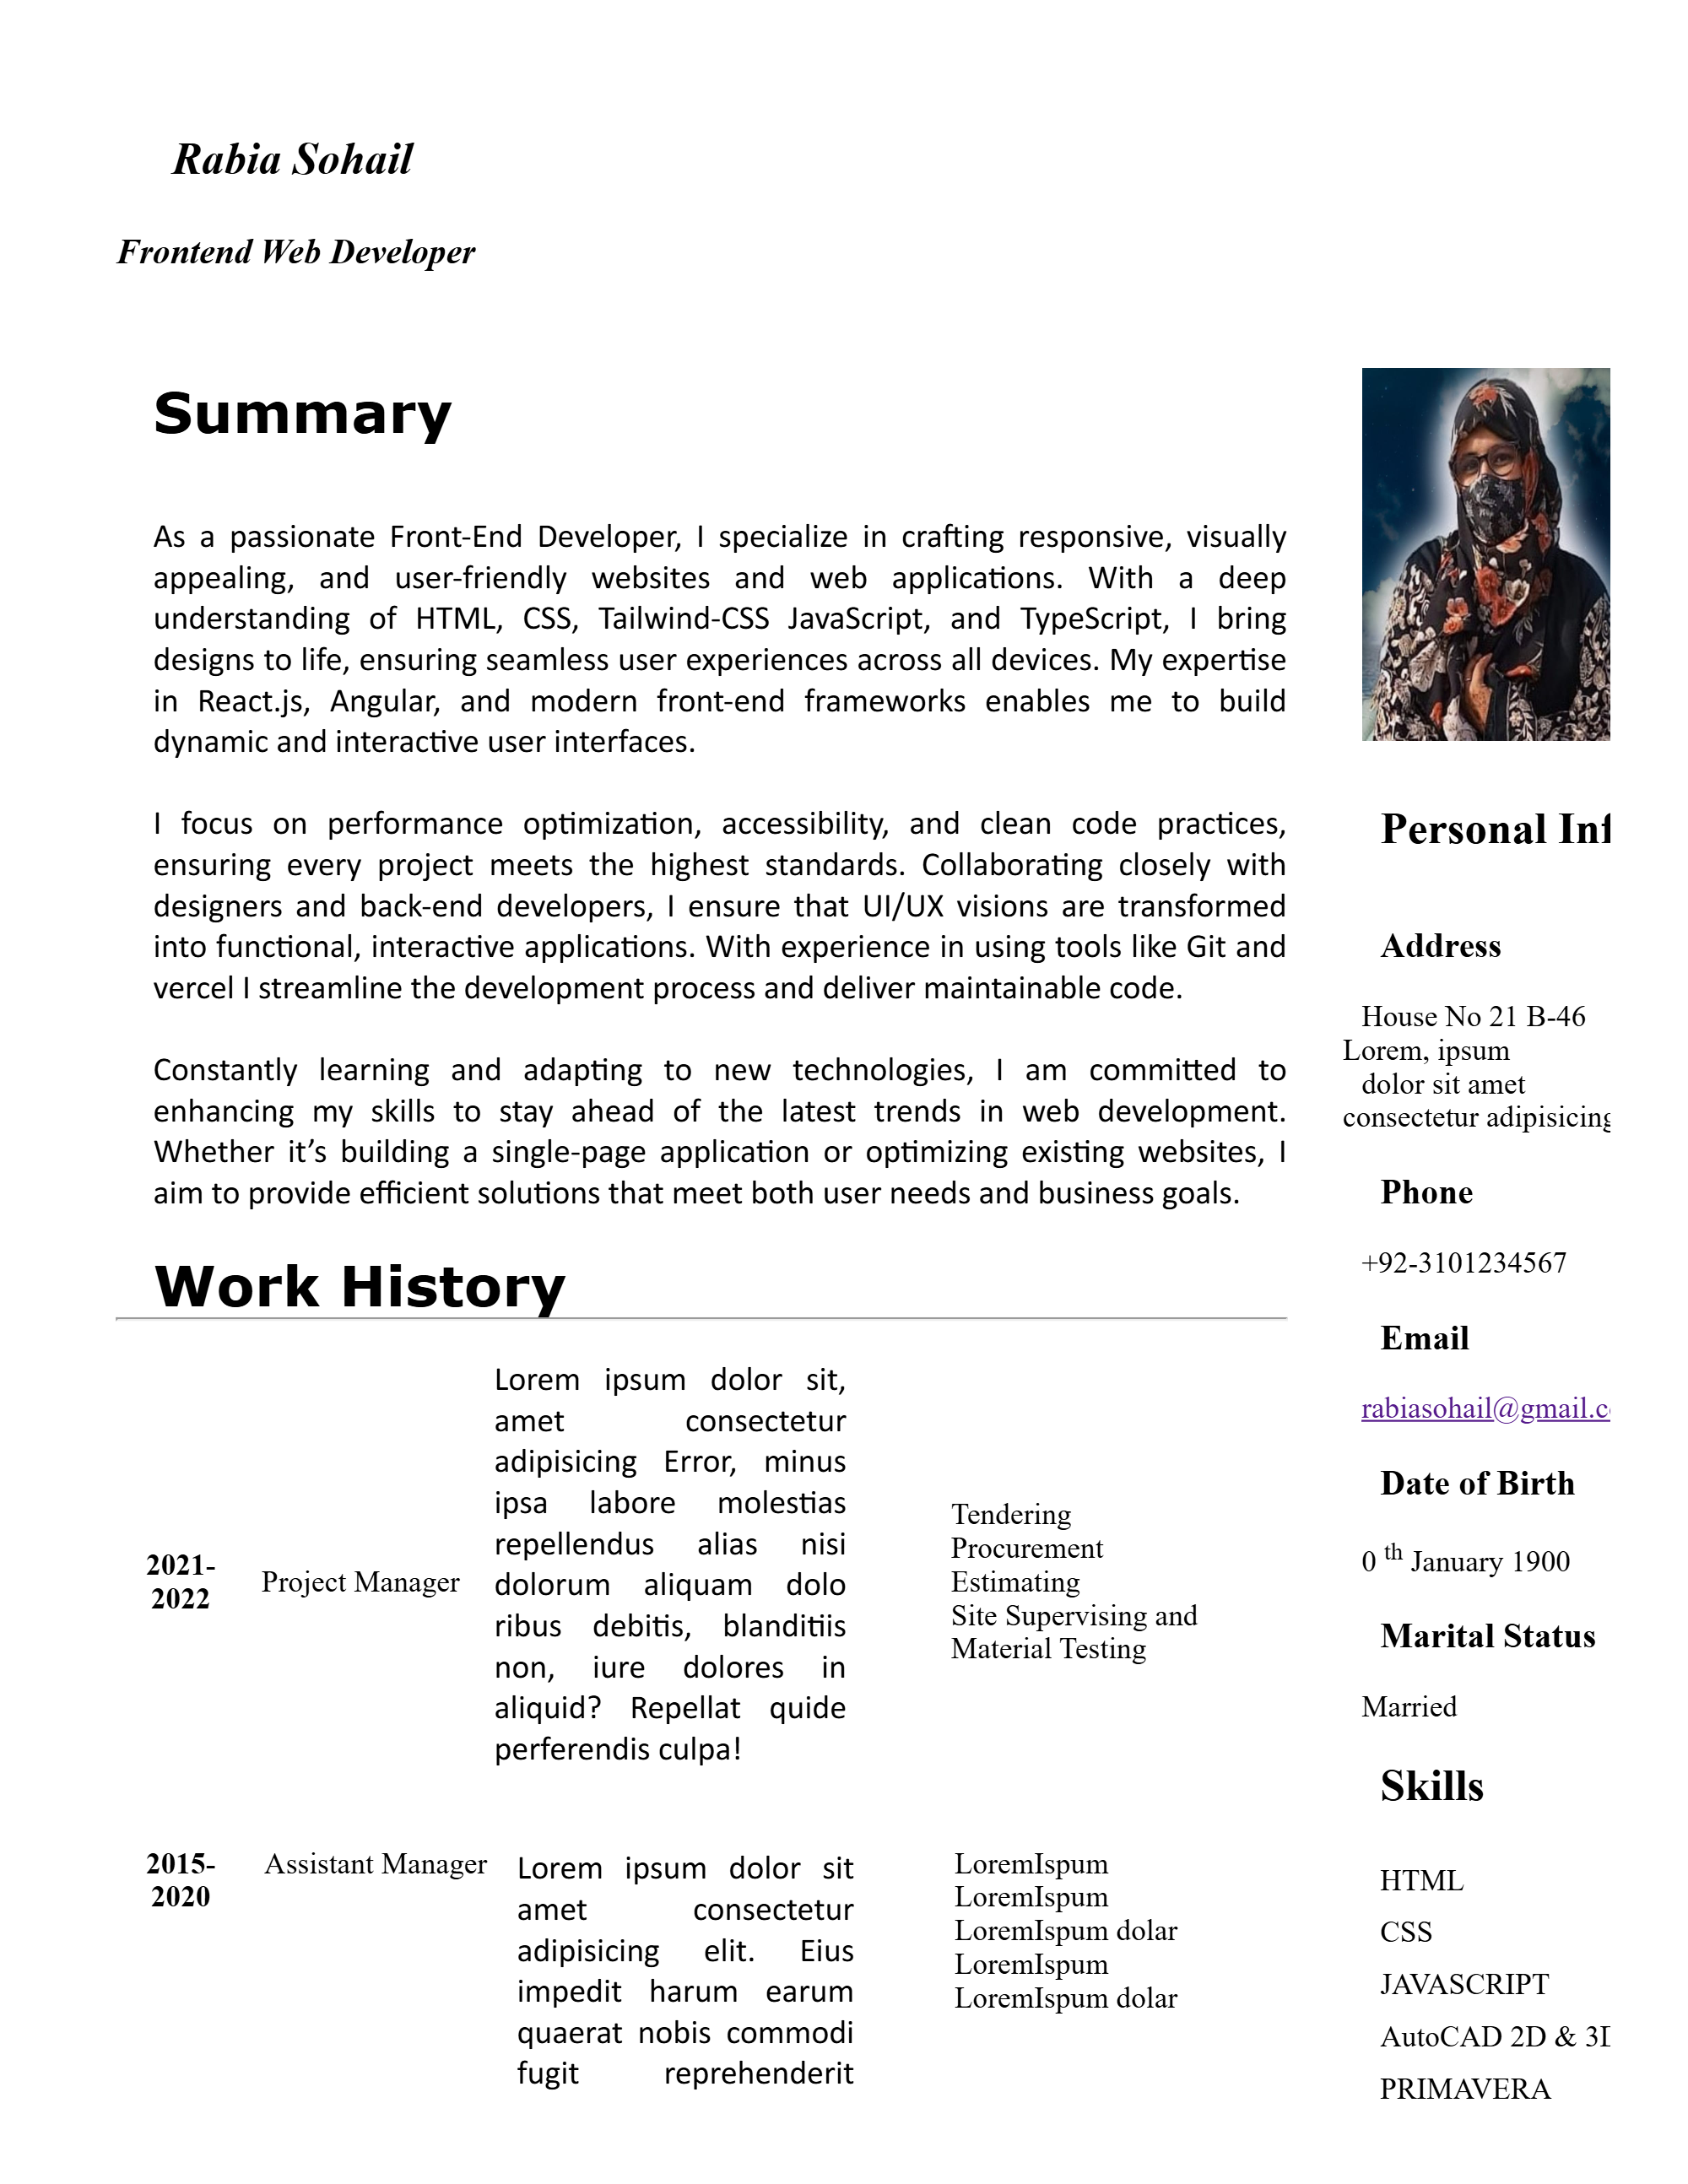 Rabia Sohail
Frontend Web Developer
Summary
As a passionate Front-End Developer, I specialize in crafting responsive, visually
appealing, and user-friendly websites and web applications. With a deep
understanding of HTML, CSS, Tailwind-CSS JavaScript, and TypeScript, I bring
designs to life, ensuring seamless user experiences across all devices. My expertise
in React.js, Angular, and modern front-end frameworks enables me to build
dynamic and interactive user interfaces.
I focus on performance optimization, accessibility, and clean code practices,
ensuring every project meets the highest standards. Collaborating closely with
designers and back-end developers, I ensure that UI/UX visions are transformed
into functional, interactive applications. With experience in using tools like Git and
vercel I streamline the development process and deliver maintainable code.
Constantly learning and adapting to new technologies, I am committed to
enhancing my skills to stay ahead of the latest trends in web development.
Whether it’s building a single-page application or optimizing existing websites, I
aim to provide efficient solutions that meet both user needs and business goals.
Work History
2021-
2022
Project Manager
Lorem ipsum dolor sit,
amet consectetur
adipisicing Error, minus
ipsa labore molestias
repellendus alias nisi
dolorum aliquam dolo
ribus debitis, blanditiis
non, iure dolores in
aliquid? Repellat quide
perferendis culpa!
Tendering
Procurement
Estimating
Site Supervising and
Material Testing
2015-
2020
Assistant Manager
Lorem ipsum dolor sit
amet consectetur
adipisicing elit. Eius
impedit harum earum
quaerat nobis commodi
fugit reprehenderit
LoremIspum
LoremIspum
LoremIspum dolar
LoremIspum
LoremIspum dolar
Personal Inf
Address
House No 21 B-46
Lorem, ipsum
dolor sit amet
consectetur adipisicing
Phone
+92-3101234567
Email
rabiasohail@gmail.c
Date of Birth
0 th January 1900
Marital Status
Married
Skills
HTML
CSS
JAVASCRIPT
AutoCAD 2D & 3D
PRIMAVERA